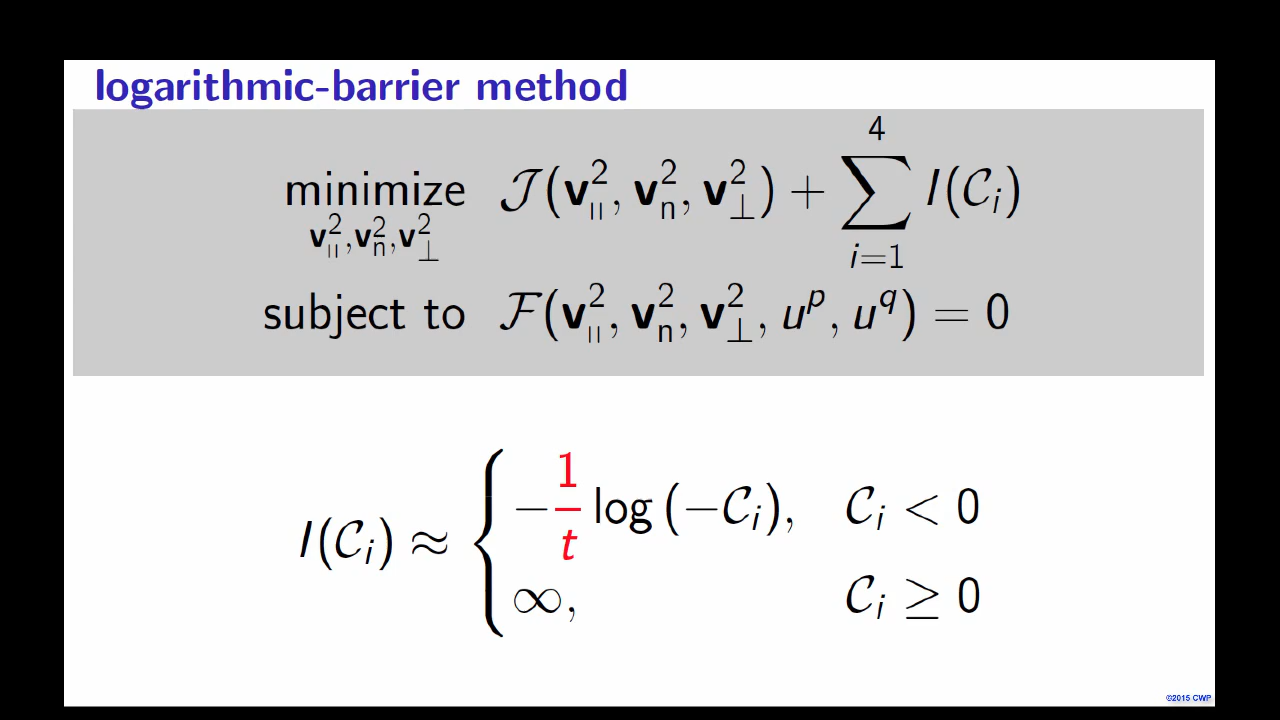 logarithmic-barrier method
minimize 𝒥(𝐯²_∥, 𝐯²_n, 𝐯²_⊥) + ∑_{i=1}^{4} I(𝒞_i)
𝐯²_∥,𝐯²_n,𝐯²_⊥
subject to ℱ(𝐯²_∥, 𝐯²_n, 𝐯²_⊥, u^p, u^q) = 0
I(𝒞_i) ≈ { −1/t log (−𝒞_i), 𝒞_i < 0
∞, 𝒞_i ≥ 0
©2015 CWP